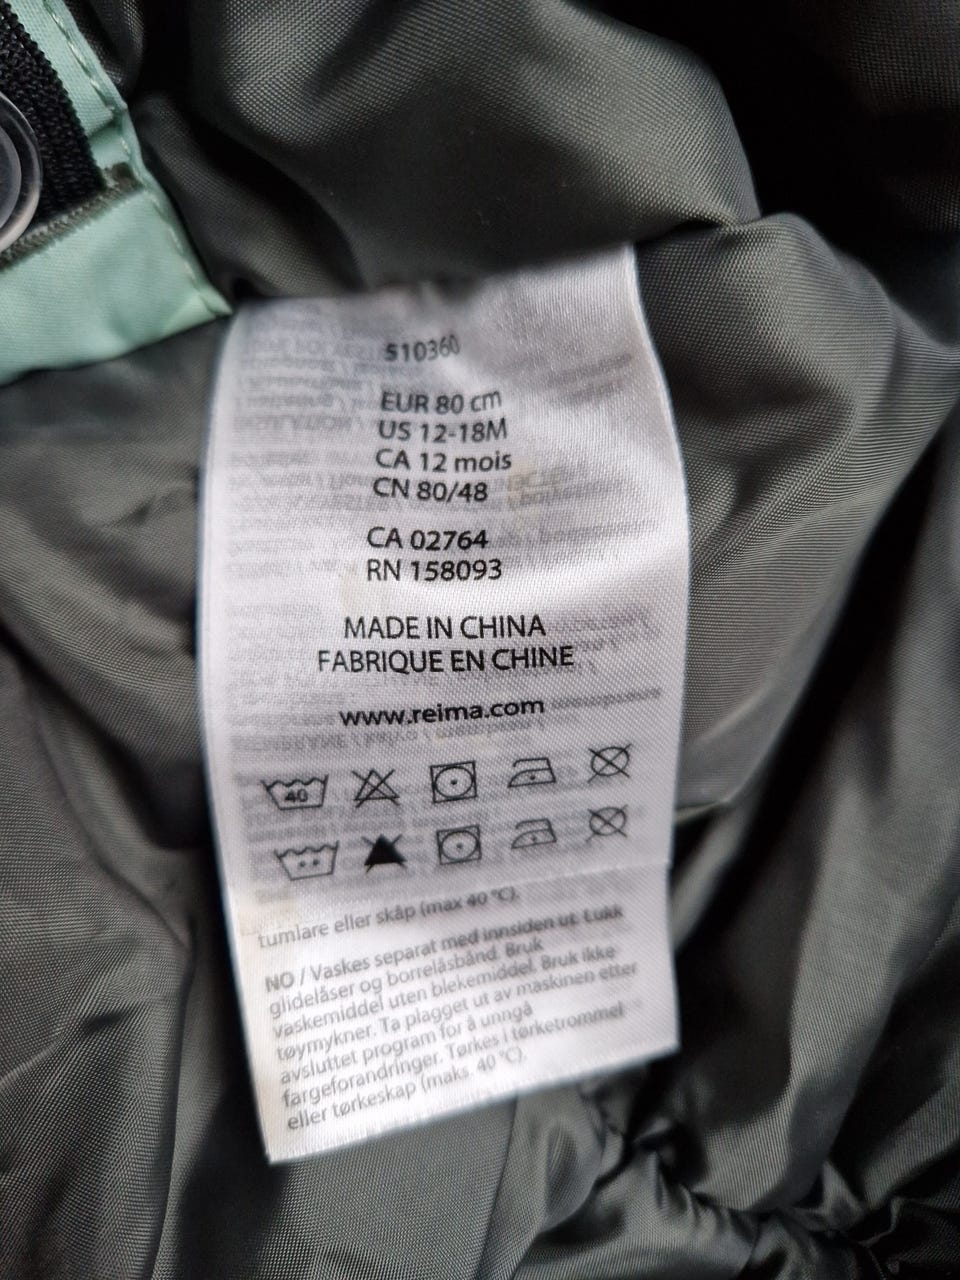 510360
EUR 80 cm
US 12-18M
CA 12 mois
CN 80/48
CA 02764
RN 158093
MADE IN CHINA
FABRIQUE EN CHINE
www.reima.com
40
tumlare eller skåp (max 40 °C).
NO / Vaskes separat med innsiden ut. Lukk
glidelåser og borrelåsbånd. Bruk
vaskemiddel uten blekemiddel. Bruk ikke
tøymykner. Ta plagget ut av maskinen etter
avsluttet program for å unngå
fargeforandringer. Tørkes i tørketrommel
eller tørkeskap (maks. 40 °C).